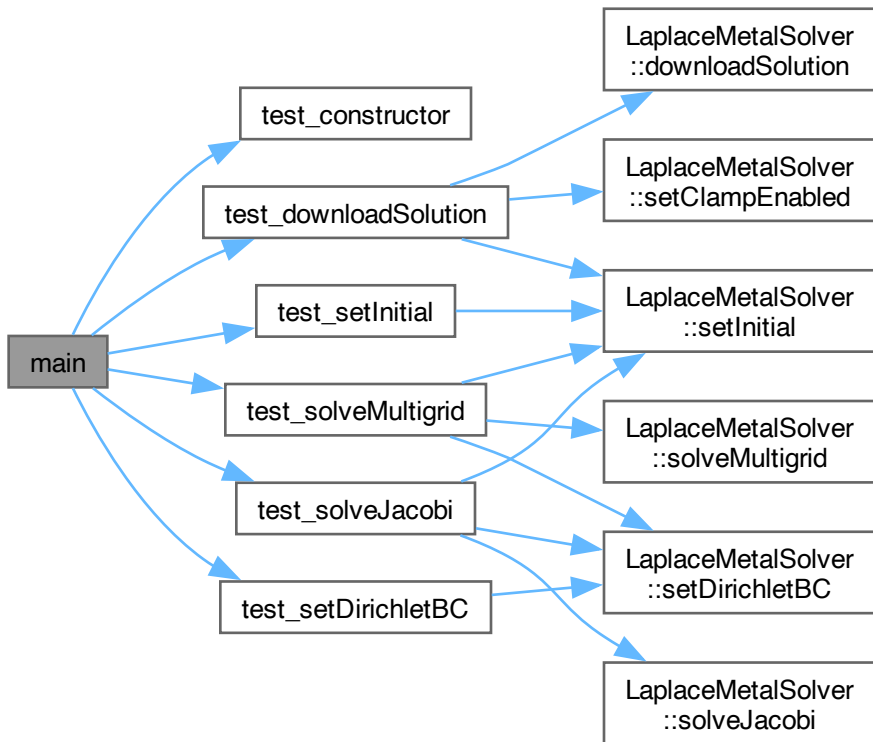 LaplaceMetalSolver
::downloadSolution
test_constructor
LaplaceMetalSolver
::setClampEnabled
test_downloadSolution
LaplaceMetalSolver
::setInitial
test_setInitial
main
test_solveMultigrid
LaplaceMetalSolver
::solveMultigrid
test_solveJacobi
LaplaceMetalSolver
::setDirichletBC
test_setDirichletBC
LaplaceMetalSolver
::solveJacobi